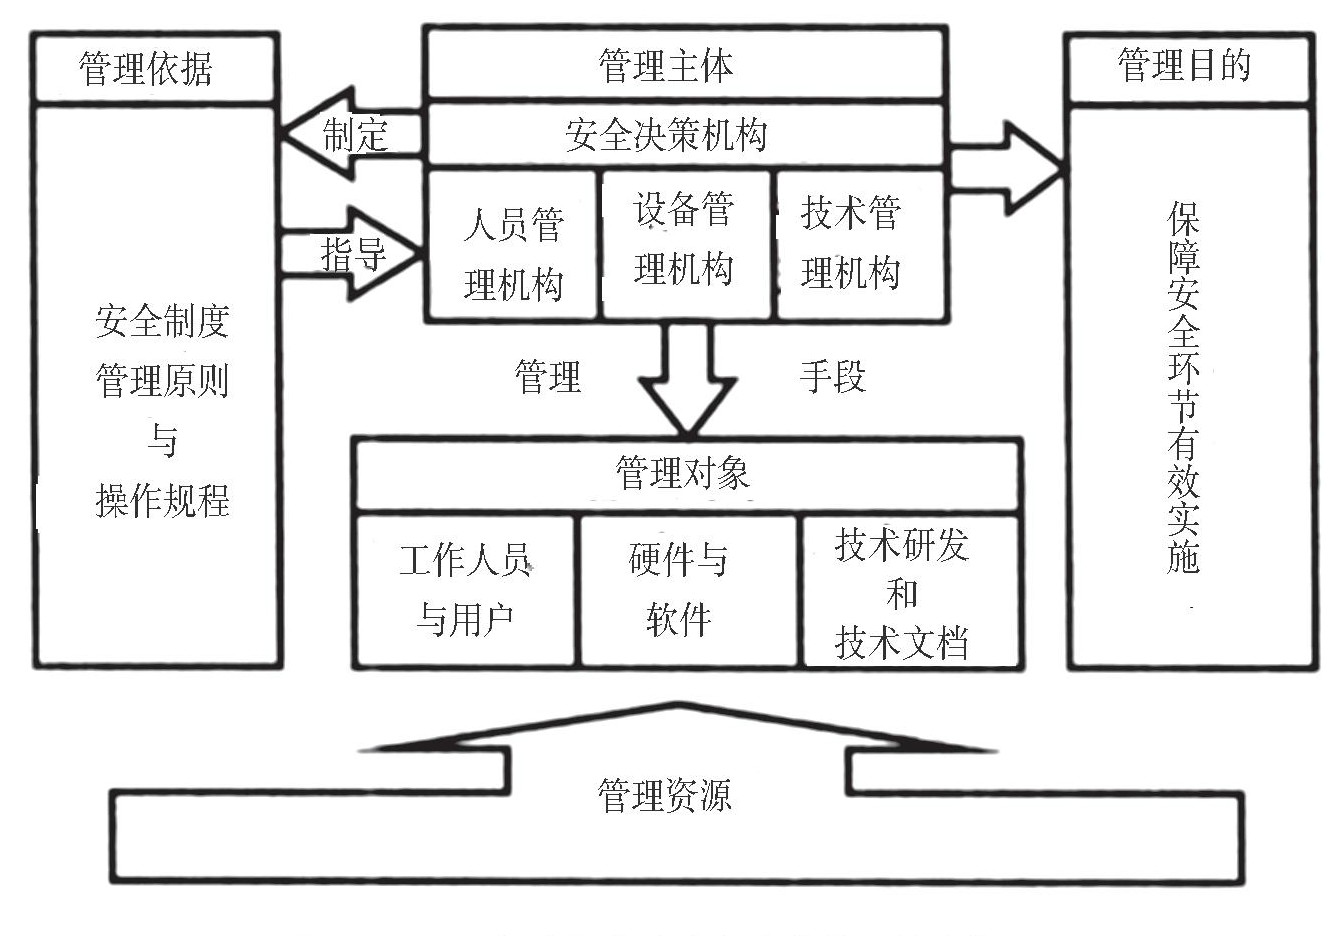 管理依据
安全制度
管理原则
与
操作规程
制定
指导
管理主体
安全决策机构
人员管
理机构
设备管
理机构
技术管
理机构
管理
手段
管理对象
工作人员
与用户
硬件与
软件
技术研发
和
技术文档
管理目的
保障安全环节有效实施
管理资源